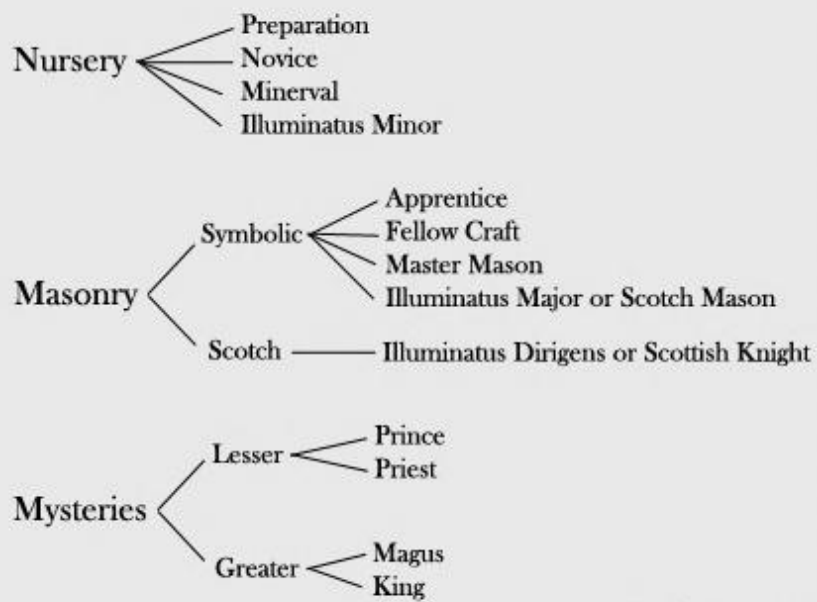 Preparation
Nursery
Novice
Minerval
Illuminatus Minor
Apprentice
Symbolic
Fellow Craft
Master Mason
Masonry
Illuminatus Major or Scotch Mason
Scotch
Illuminatus Dirigens or Scottish Knight
Prince
Lesser
Priest
Mysteries
Magus
Greater
King